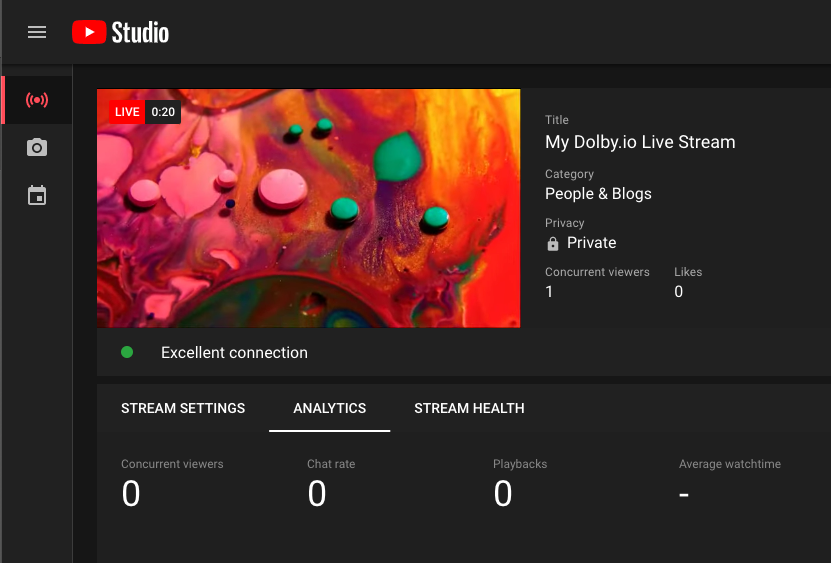 Studio
LIVE 0:20
Title
My Dolby.io Live Stream
Category
People & Blogs
Privacy
Private
Concurrent viewers Likes
1 0
Excellent connection
STREAM SETTINGS ANALYTICS STREAM HEALTH
Concurrent viewers Chat rate Playbacks Average watchtime
0 0 0 -